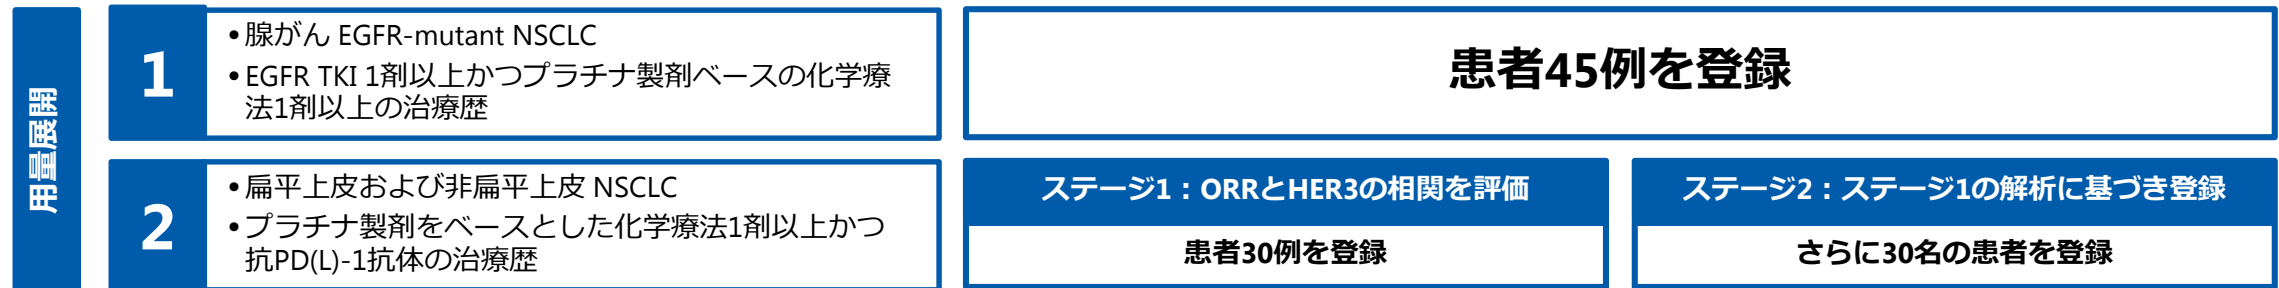 用量展開
1
•腺がん EGFR-mutant NSCLC
•EGFR TKI 1剤以上かつプラチナ製剤ベースの化学療
法1剤以上の治療歴
患者45例を登録
2
•扁平上皮および非扁平上皮 NSCLC
•プラチナ製剤をベースとした化学療法1剤以上かつ
抗PD(L)-1抗体の治療歴
ステージ1：ORRとHER3の相関を評価
患者30例を登録
ステージ2：ステージ1の解析に基づき登録
さらに30名の患者を登録